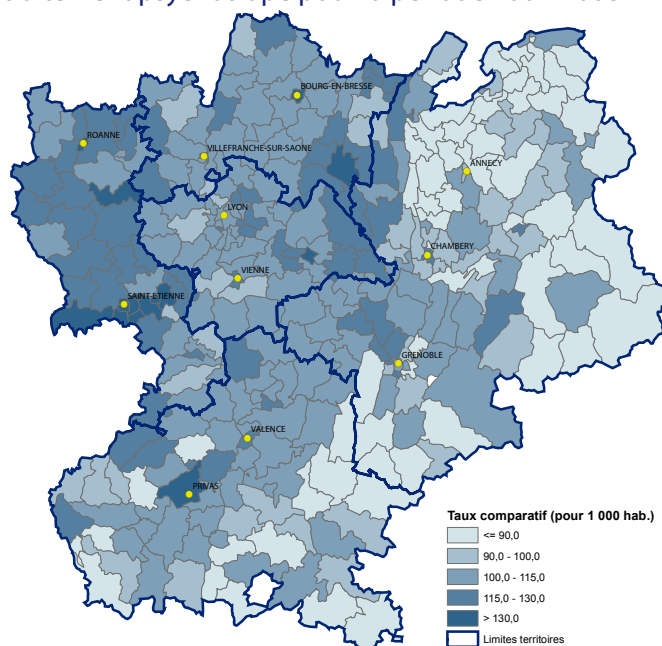 BOURG-EN-BRESSE
ROANNE
VILLEFRANCHE-SUR-SAONE
ANNECY
LYON
CHAMBERY
VIENNE
SAINT-ETIENNE
GRENOBLE
VALENCE
PRIVAS
Taux comparatif (pour 1 000 hab.)
<= 90,0
90,0 - 100,0
100,0 - 115,0
115,0 - 130,0
> 130,0
Limites territoires